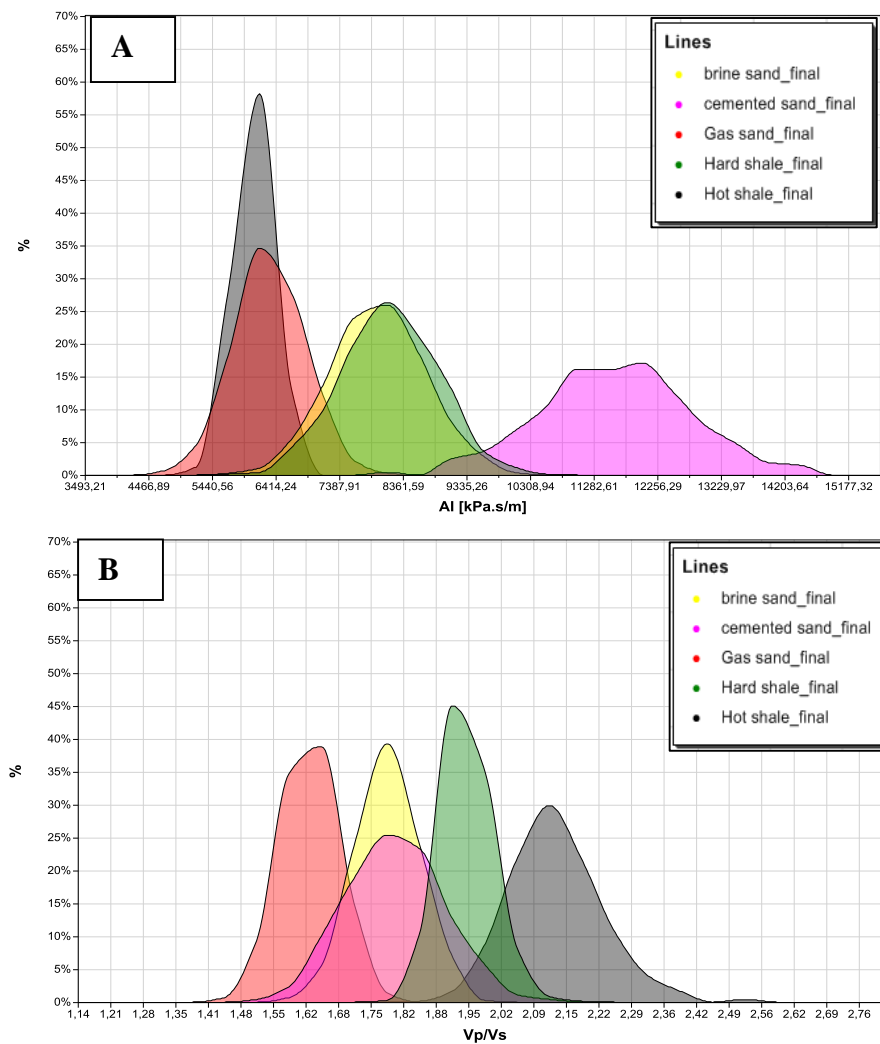 A
70%
65%
60%
55%
50%
45%
40%
35%
30%
25%
20%
15%
10%
5%
0%
%
Lines
brine sand_final
cemented sand_final
Gas sand_final
Hard shale_final
Hot shale_final
3493,21 4466,89 5440,56 6414,24 7387,91 8361,59 9335,26 10308,94 11282,61 12256,29 13229,97 14203,64 15177,32
AI [kPa.s/m]
B
70%
65%
60%
55%
50%
45%
40%
35%
30%
25%
20%
15%
10%
5%
0%
%
Lines
brine sand_final
cemented sand_final
Gas sand_final
Hard shale_final
Hot shale_final
1,14 1,21 1,28 1,35 1,41 1,48 1,55 1,62 1,68 1,75 1,82 1,88 1,95 2,02 2,09 2,15 2,22 2,29 2,36 2,42 2,49 2,56 2,62 2,69 2,76
Vp/Vs